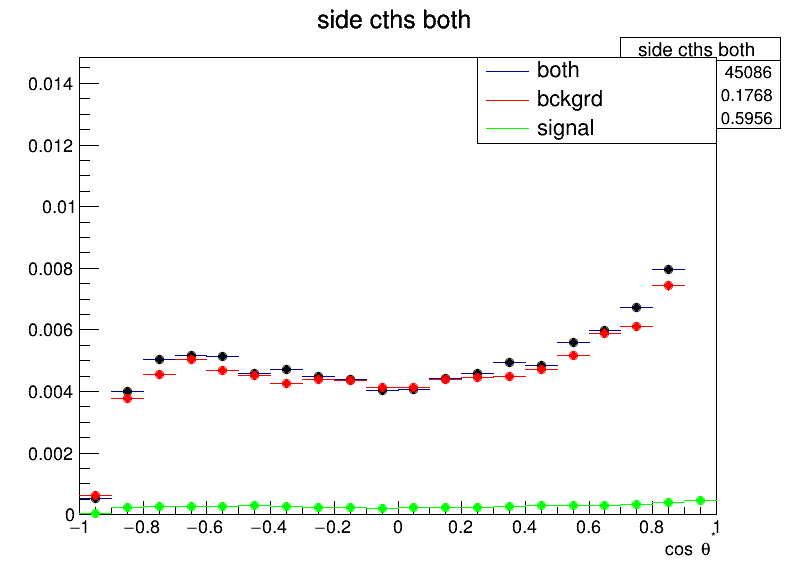 side cths both
side cths both
45086
0.1768
0.5956
both
bckgrd
signal
0.014
0.012
0.01
0.008
0.006
0.004
0.002
0
−1 −0.8 −0.6 −0.4 −0.2 0 0.2 0.4 0.6 0.8 1
cos θ*